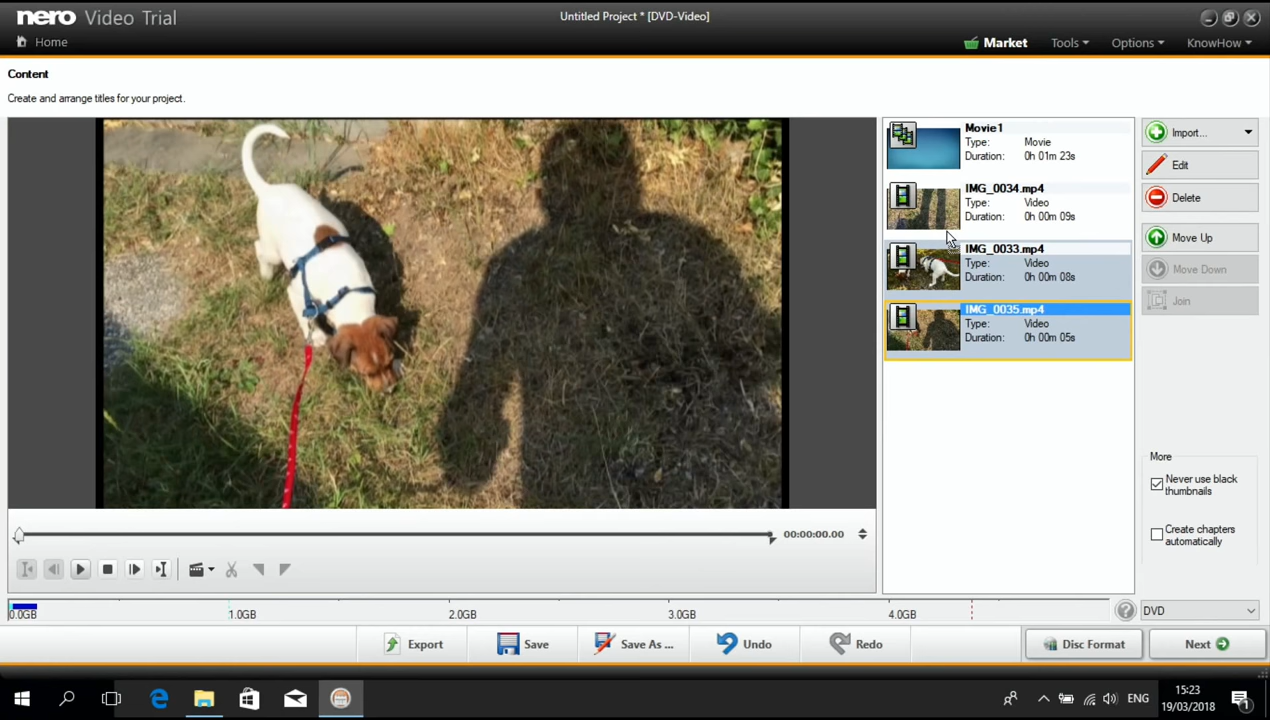 nero Video Trial
Untitled Project * [DVD-Video]
Home
Market
Tools
Options
KnowHow
Content
Create and arrange titles for your project.
Movie1
Type: Movie
Duration: 0h 01m 23s
IMG_0034.mp4
Type: Video
Duration: 0h 00m 09s
IMG_0033.mp4
Type: Video
Duration: 0h 00m 08s
IMG_0035.mp4
Type: Video
Duration: 0h 00m 05s
Import...
Edit
Delete
Move Up
Move Down
Join
More
Never use black
thumbnails
Create chapters
automatically
00:00:00.00
0.0GB 1.0GB 2.0GB 3.0GB 4.0GB
DVD
Export
Save
Save As ...
Undo
Redo
Disc Format
Next
ENG
15:23
19/03/2018
1